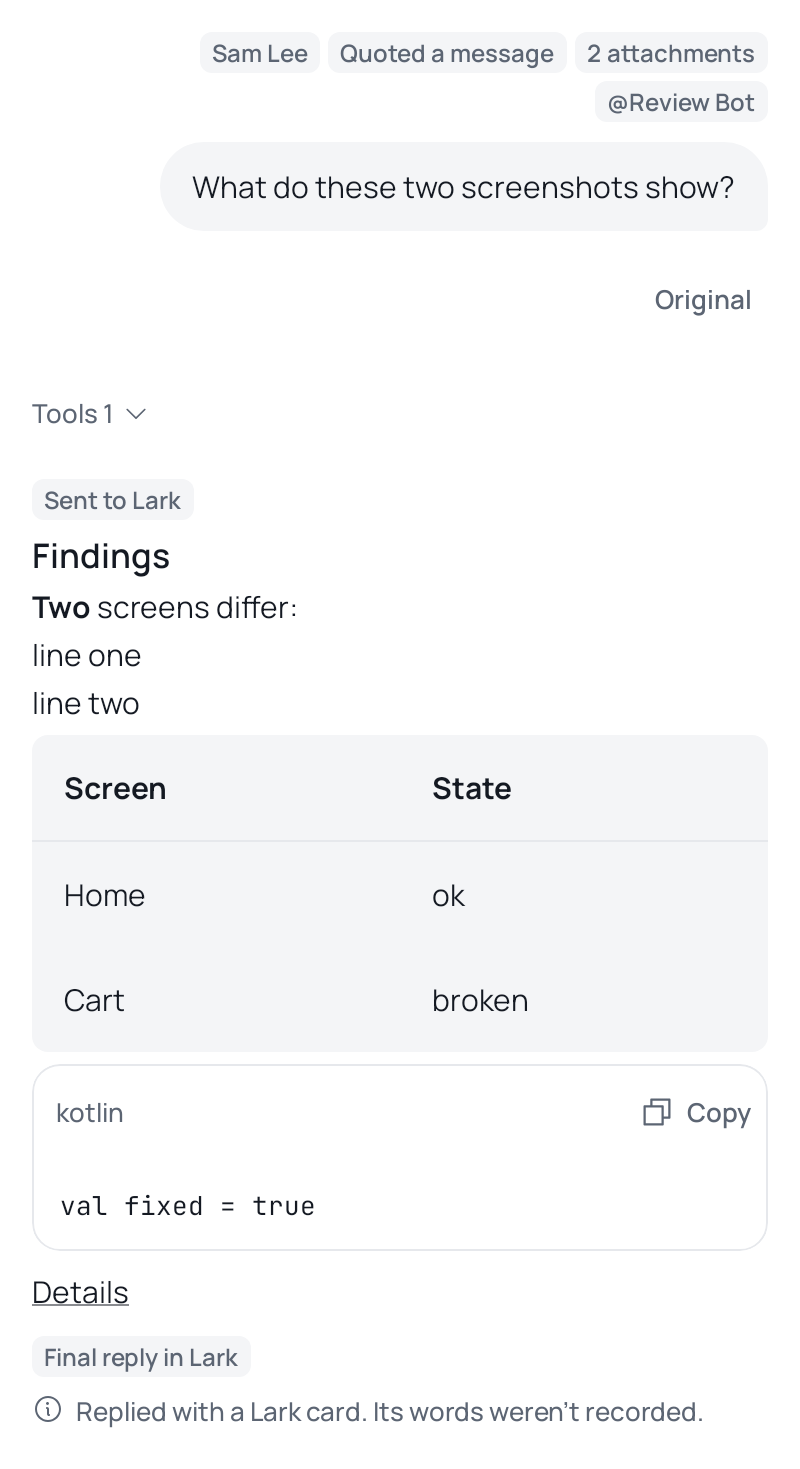 Sam Lee Quoted a message 2 attachments
@Review Bot
What do these two screenshots show?
Original
Tools 1
Sent to Lark
Findings
Two screens differ:
line one
line two
Screen State
Home ok
Cart broken
kotlin Copy
val fixed = true
Details
Final reply in Lark
Replied with a Lark card. Its words weren’t recorded.